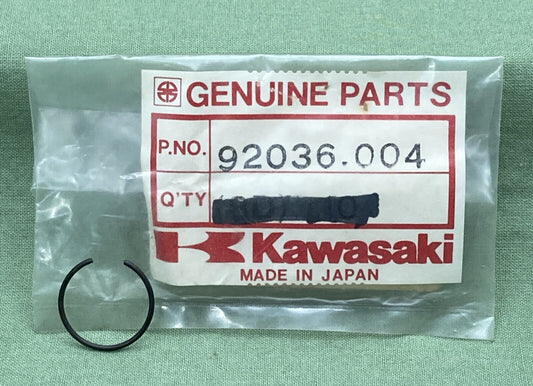 GENUINE PARTS
P.NO. 92036.004
Q'TY
Kawasaki
MADE IN JAPAN